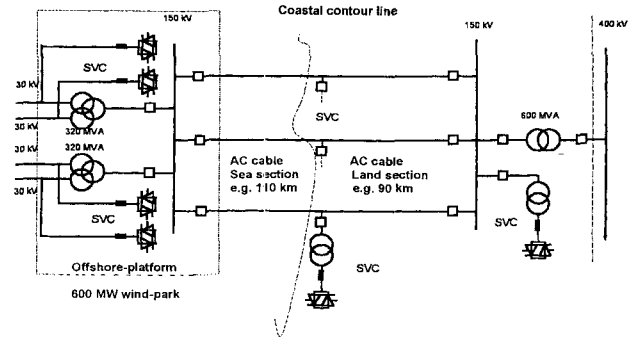 Coastal contour line
150 kV
150 kV
400 kV
SVC
30 kV
30 kV
320 MVA
320 MVA
30 kV
30 kV
SVC
SVC
600 MVA
AC cable
Sea section
e.g. 110 km
AC cable
Land section
e.g. 90 km
SVC
SVC
Offshore-platform
600 MW wind-park